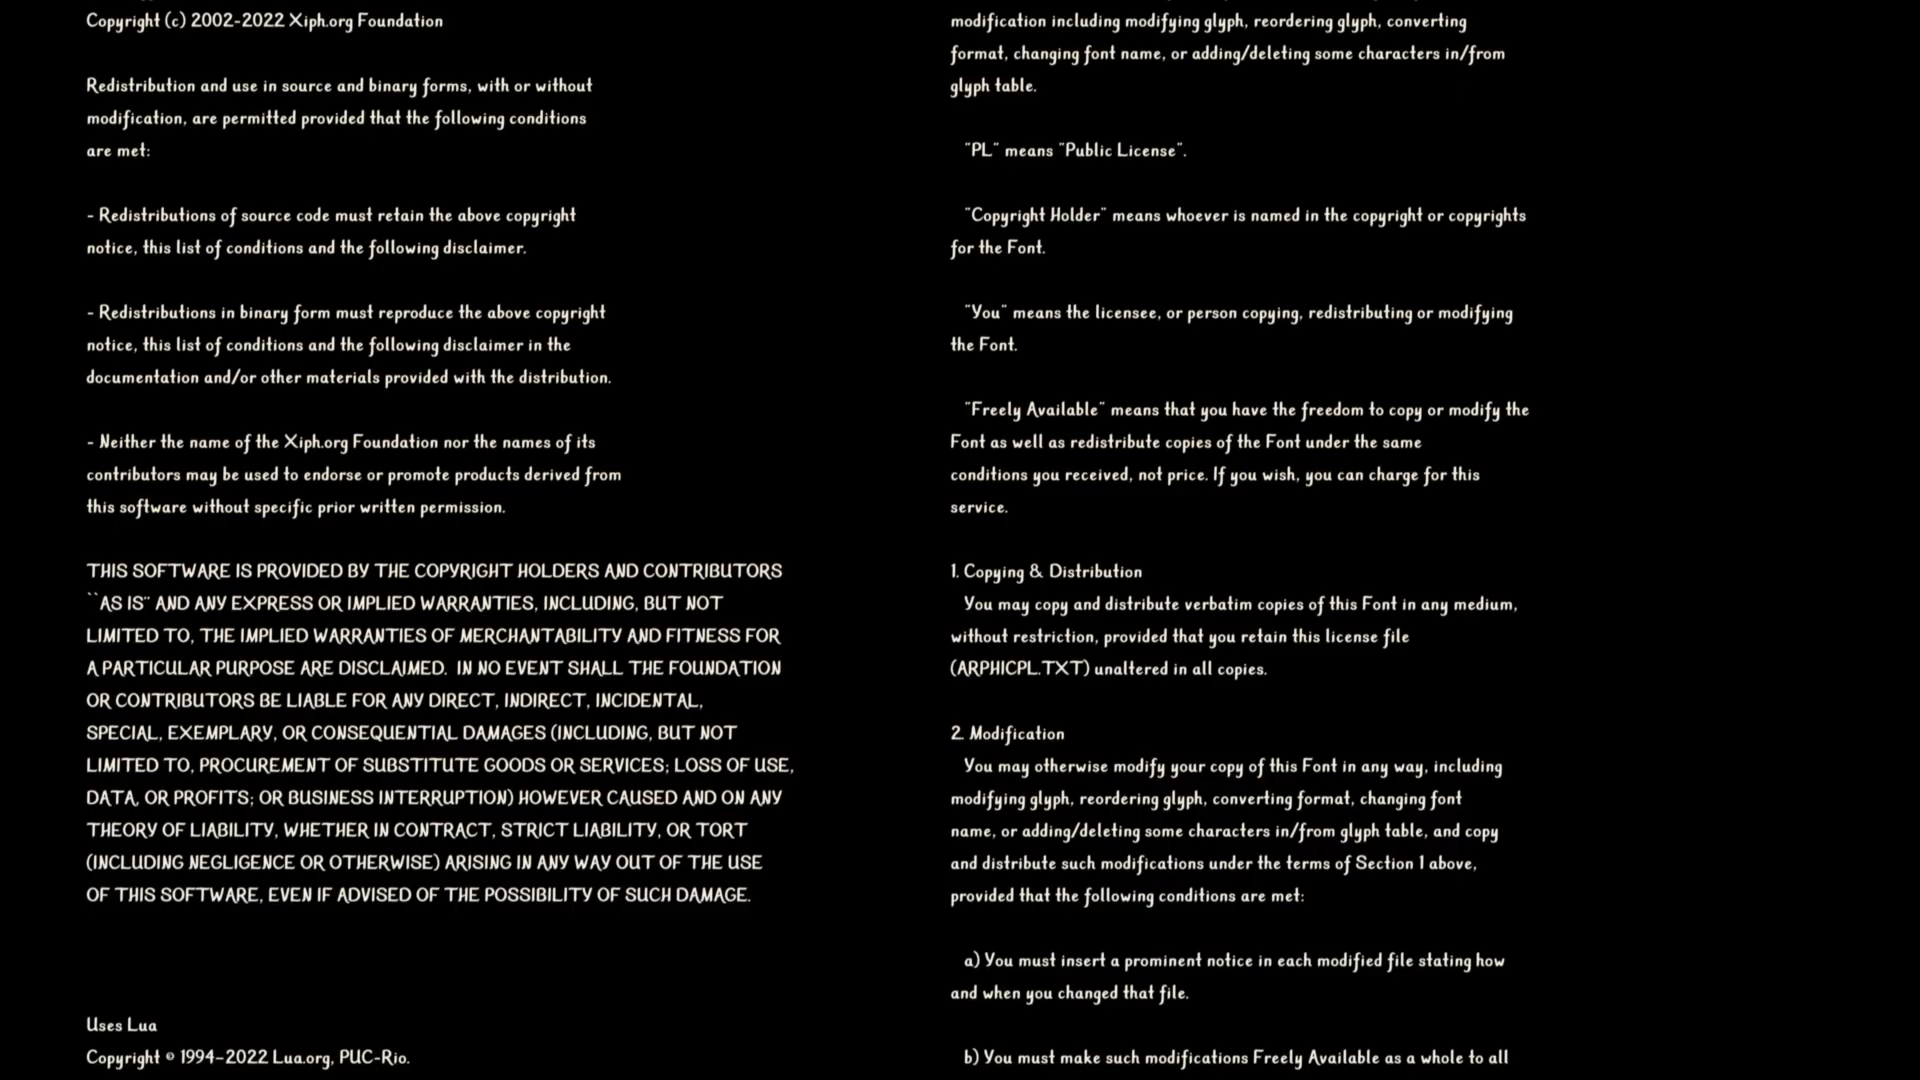 Copyright (c) 2002-2022 Xiph.org Foundation
Redistribution and use in source and binary forms, with or without
modification, are permitted provided that the following conditions
are met:
- Redistributions of source code must retain the above copyright
notice, this list of conditions and the following disclaimer.
- Redistributions in binary form must reproduce the above copyright
notice, this list of conditions and the following disclaimer in the
documentation and/or other materials provided with the distribution.
- Neither the name of the Xiph.org Foundation nor the names of its
contributors may be used to endorse or promote products derived from
this software without specific prior written permission.
THIS SOFTWARE IS PROVIDED BY THE COPYRIGHT HOLDERS AND CONTRIBUTORS
``AS IS'' AND ANY EXPRESS OR IMPLIED WARRANTIES, INCLUDING, BUT NOT
LIMITED TO, THE IMPLIED WARRANTIES OF MERCHANTABILITY AND FITNESS FOR
A PARTICULAR PURPOSE ARE DISCLAIMED.  IN NO EVENT SHALL THE FOUNDATION
OR CONTRIBUTORS BE LIABLE FOR ANY DIRECT, INDIRECT, INCIDENTAL,
SPECIAL, EXEMPLARY, OR CONSEQUENTIAL DAMAGES (INCLUDING, BUT NOT
LIMITED TO, PROCUREMENT OF SUBSTITUTE GOODS OR SERVICES; LOSS OF USE,
DATA, OR PROFITS; OR BUSINESS INTERRUPTION) HOWEVER CAUSED AND ON ANY
THEORY OF LIABILITY, WHETHER IN CONTRACT, STRICT LIABILITY, OR TORT
(INCLUDING NEGLIGENCE OR OTHERWISE) ARISING IN ANY WAY OUT OF THE USE
OF THIS SOFTWARE, EVEN IF ADVISED OF THE POSSIBILITY OF SUCH DAMAGE.
Uses Lua
Copyright © 1994–2022 Lua.org, PUC-Rio.
modification including modifying glyph, reordering glyph, converting
format, changing font name, or adding/deleting some characters in/from
glyph table.
"PL" means "Public License".
"Copyright Holder" means whoever is named in the copyright or copyrights
for the Font.
"You" means the licensee, or person copying, redistributing or modifying
the Font.
"Freely Available" means that you have the freedom to copy or modify the
Font as well as redistribute copies of the Font under the same
conditions you received, not price. If you wish, you can charge for this
service.
1. Copying & Distribution
You may copy and distribute verbatim copies of this Font in any medium,
without restriction, provided that you retain this license file
(ARPHICPL.TXT) unaltered in all copies.
2. Modification
You may otherwise modify your copy of this Font in any way, including
modifying glyph, reordering glyph, converting format, changing font
name, or adding/deleting some characters in/from glyph table, and copy
and distribute such modifications under the terms of Section 1 above,
provided that the following conditions are met:
a) You must insert a prominent notice in each modified file stating how
and when you changed that file.
b) You must make such modifications Freely Available as a whole to all